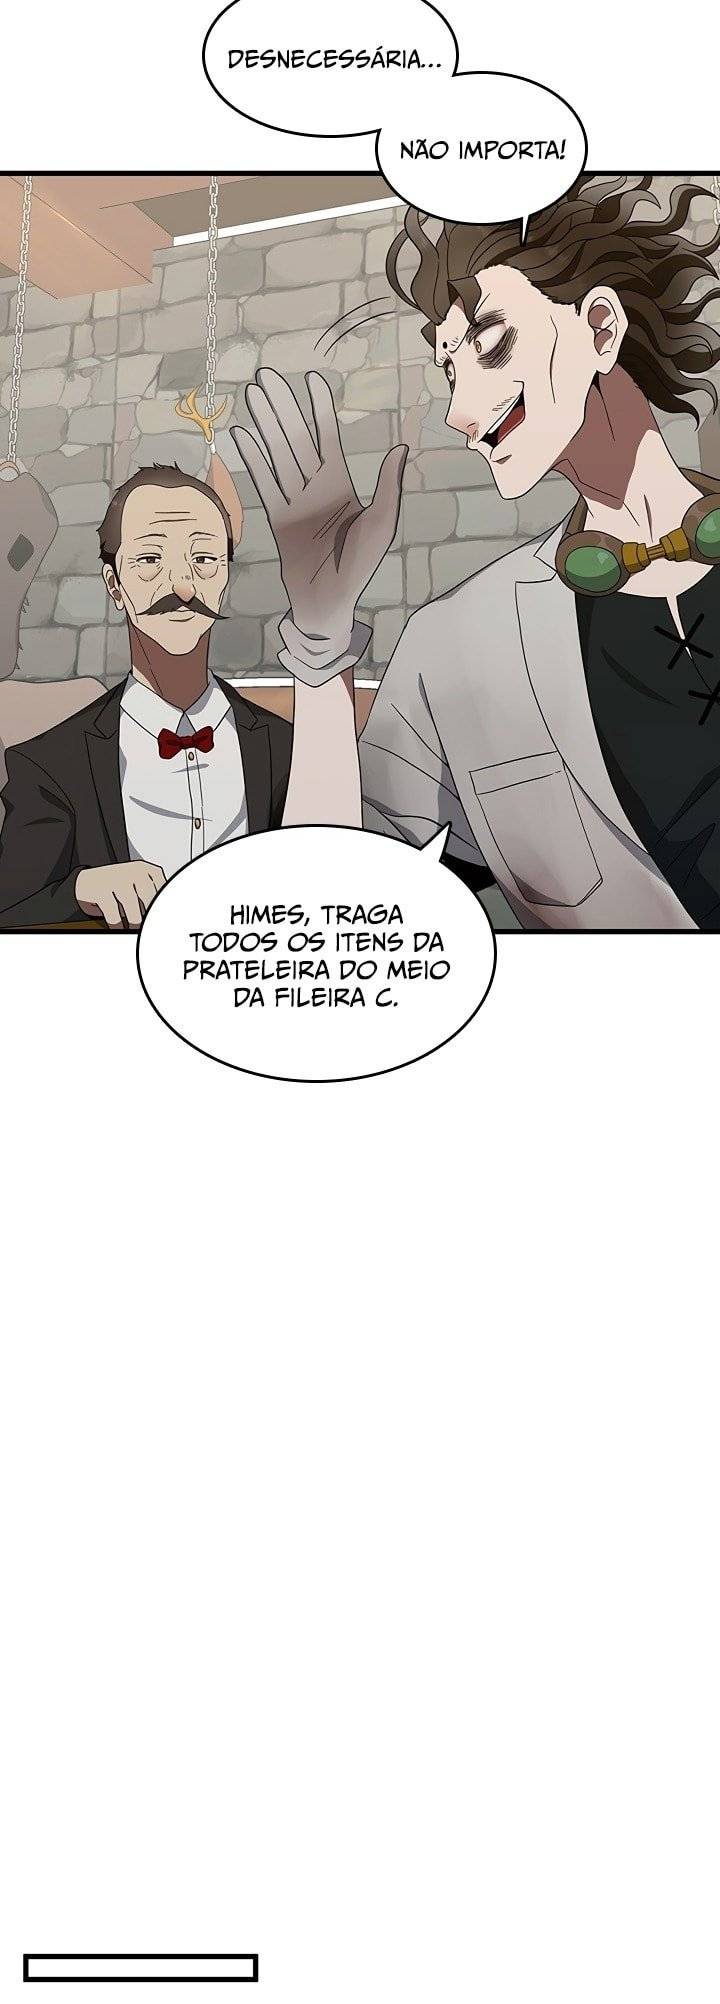 DESNECESSÁRIA...
NÃO IMPORTA!
HIMES, TRAGA
TODOS OS ITENS DA
PRATELEIRA DO MEIO
DA FILEIRA C.